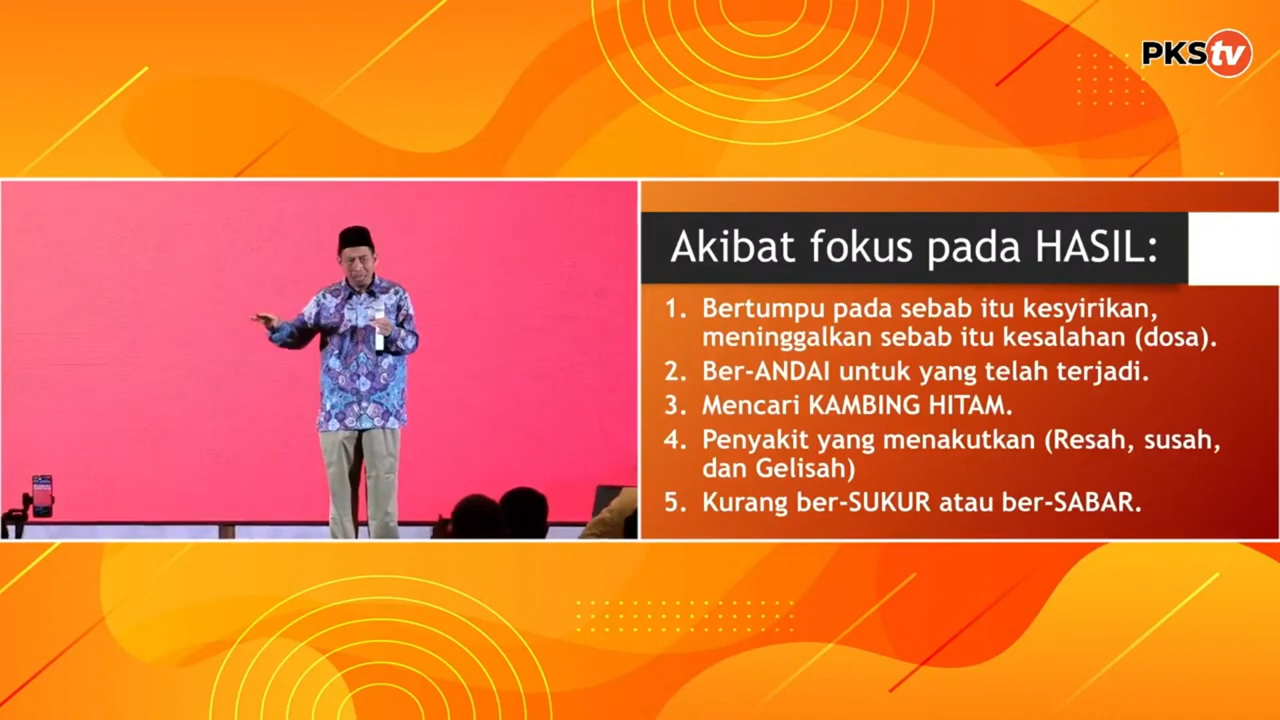 PKStv
Akibat fokus pada HASIL:
1. Bertumpu pada sebab itu kesyirikan,
meninggalkan sebab itu kesalahan (dosa).
2. Ber-ANDAI untuk yang telah terjadi.
3. Mencari KAMBING HITAM.
4. Penyakit yang menakutkan (Resah, susah,
dan Gelisah)
5. Kurang ber-SUKUR atau ber-SABAR.